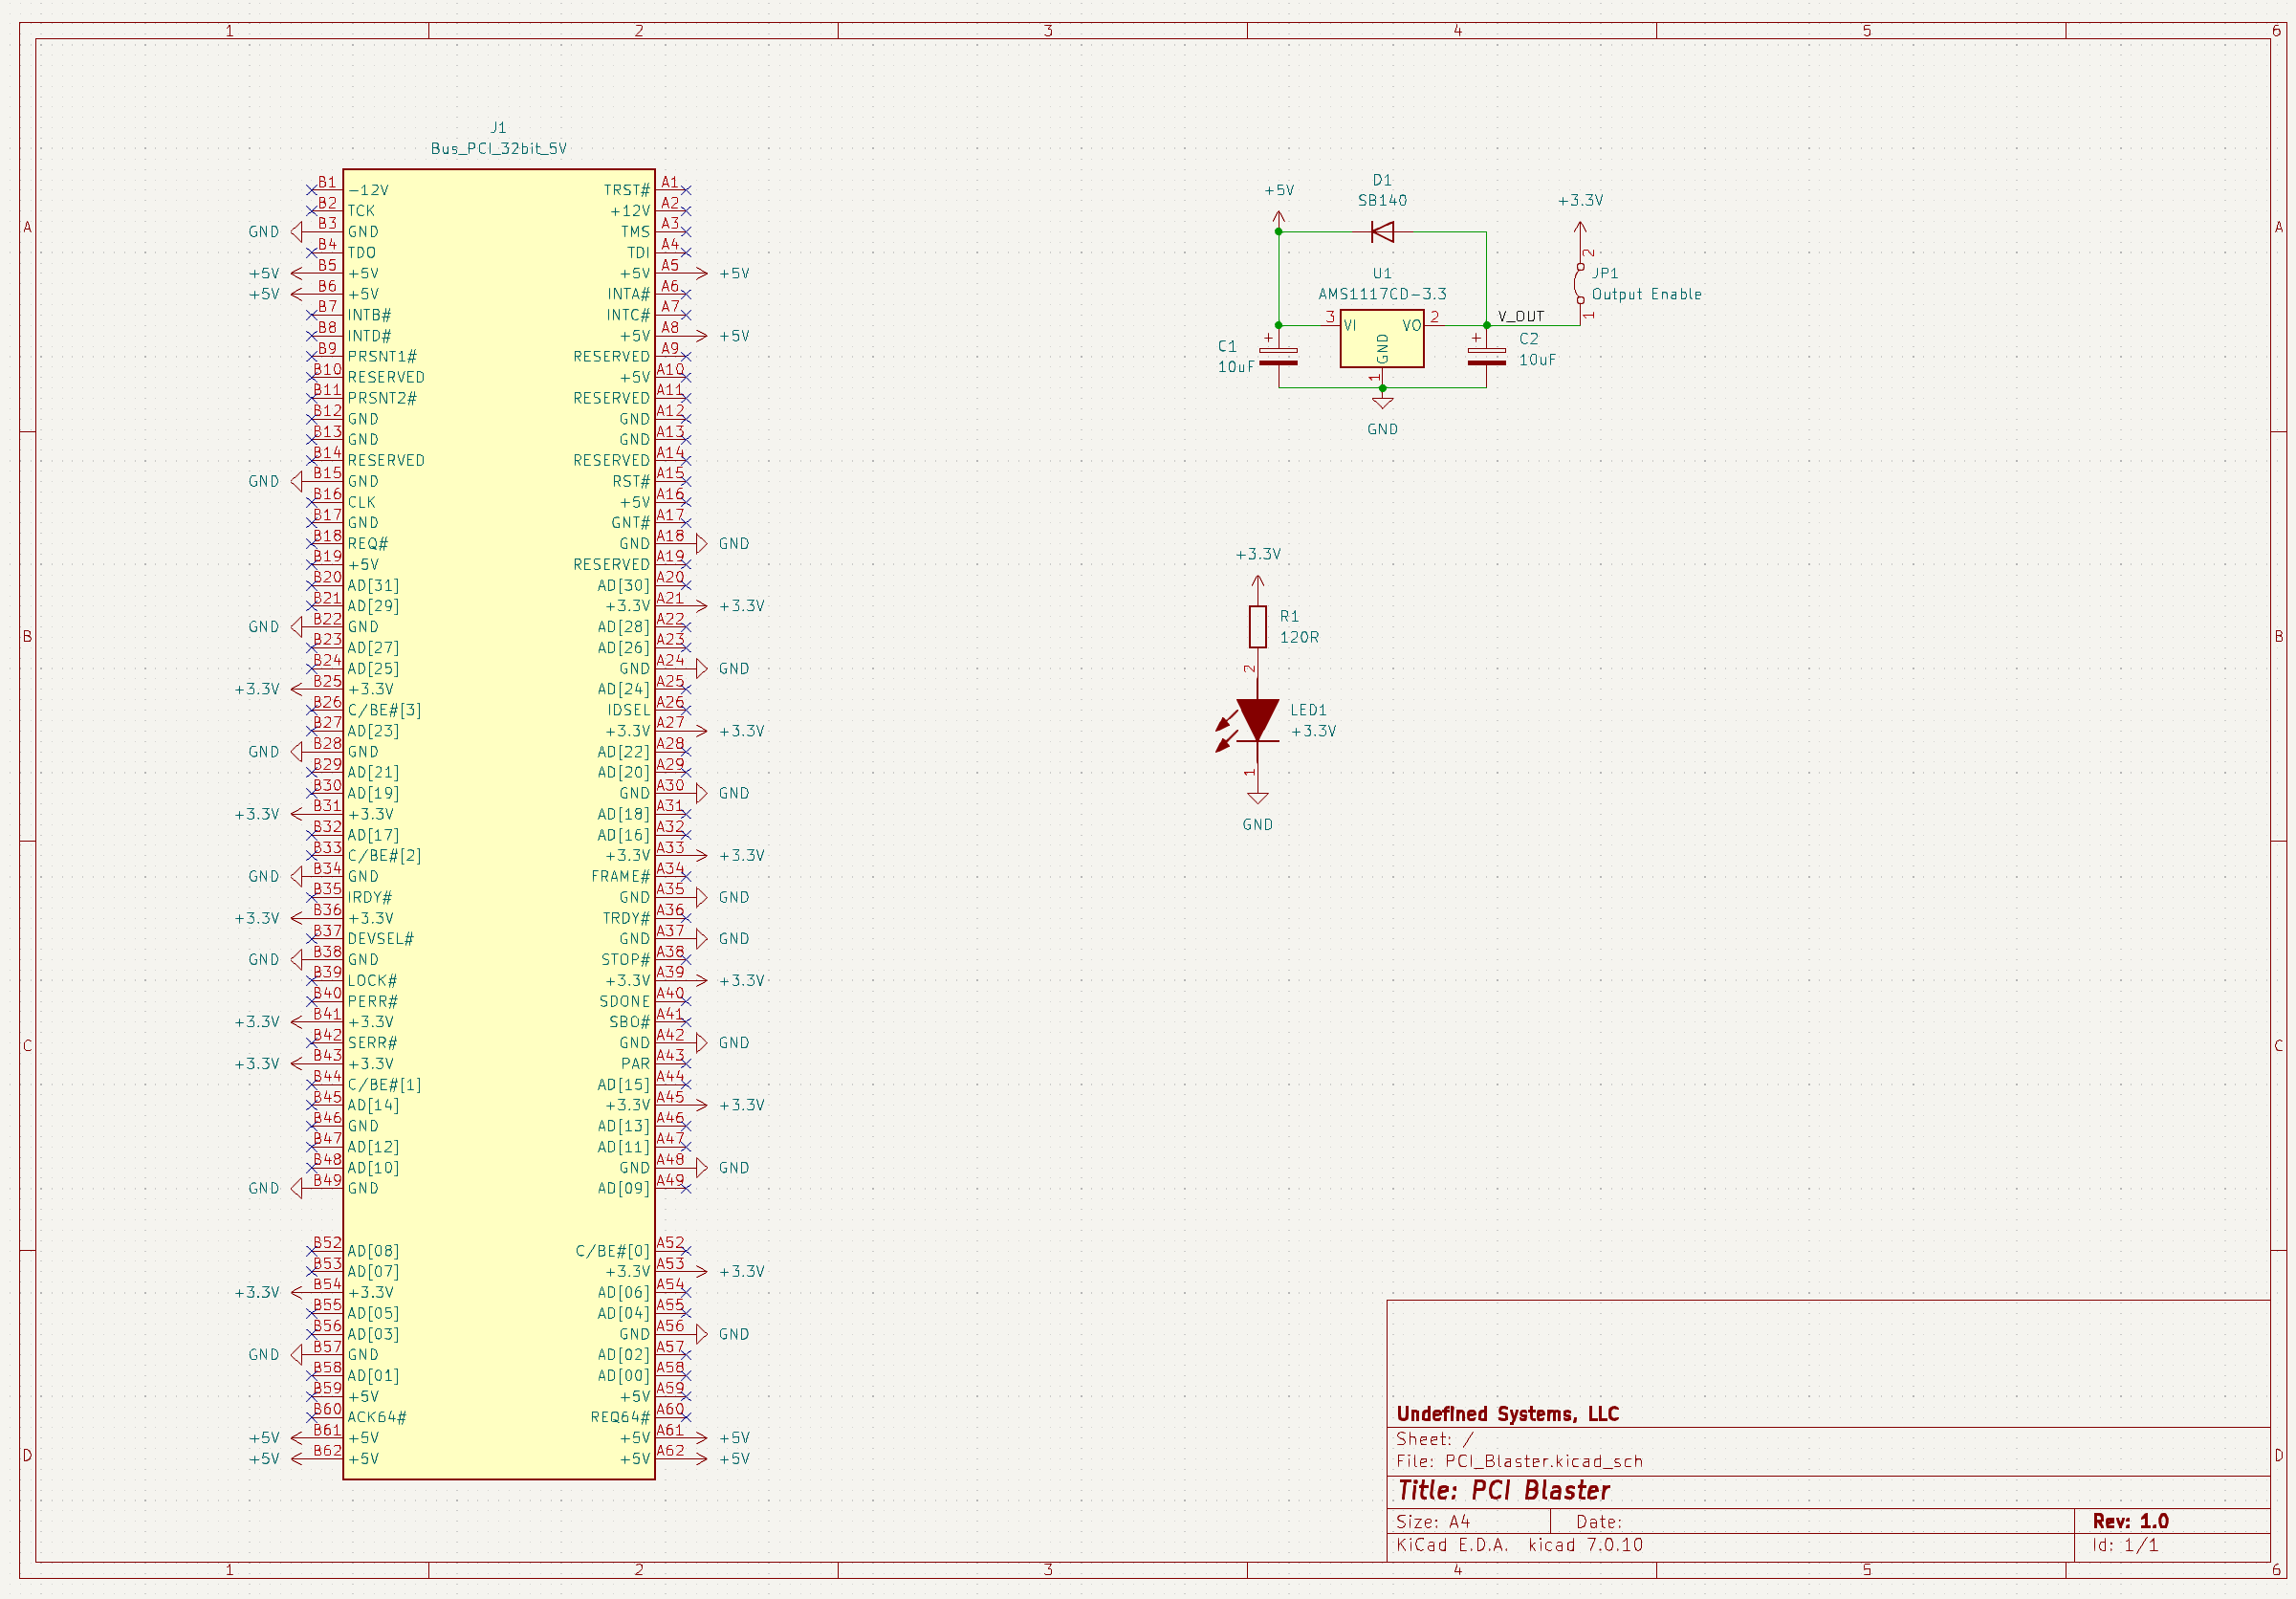 1 2 3 4 5 6
J1
Bus_PCI_32bit_5V
B1 -12V TRST# A1
B2 TCK +12V A2
GND B3 GND TMS A3
B4 TDO TDI A4
+5V B5 +5V +5V A5 +5V
+5V B6 +5V INTA# A6
B7 INTB# INTC# A7
B8 INTD# +5V A8 +5V
B9 PRSNT1# RESERVED A9
B10 RESERVED +5V A10
B11 PRSNT2# RESERVED A11
B12 GND GND A12
B13 GND GND A13
B14 RESERVED RESERVED A14
GND B15 GND RST# A15
B16 CLK +5V A16
B17 GND GNT# A17
B18 REQ# GND A18 GND
B19 +5V RESERVED A19
B20 AD[31] AD[30] A20
B21 AD[29] +3.3V A21 +3.3V
GND B22 GND AD[28] A22
B23 AD[27] AD[26] A23
B24 AD[25] GND A24 GND
+3.3V B25 +3.3V AD[24] A25
B26 C/BE#[3] IDSEL A26
B27 AD[23] +3.3V A27 +3.3V
GND B28 GND AD[22] A28
B29 AD[21] AD[20] A29
B30 AD[19] GND A30 GND
+3.3V B31 +3.3V AD[18] A31
B32 AD[17] AD[16] A32
B33 C/BE#[2] +3.3V A33 +3.3V
GND B34 GND FRAME# A34
B35 IRDY# GND A35 GND
+3.3V B36 +3.3V TRDY# A36
B37 DEVSEL# GND A37 GND
GND B38 GND STOP# A38
B39 LOCK# +3.3V A39 +3.3V
B40 PERR# SDONE A40
+3.3V B41 +3.3V SBO# A41
B42 SERR# GND A42 GND
+3.3V B43 +3.3V PAR A43
B44 C/BE#[1] AD[15] A44
B45 AD[14] +3.3V A45 +3.3V
B46 GND AD[13] A46
B47 AD[12] AD[11] A47
B48 AD[10] GND A48 GND
GND B49 GND AD[09] A49
B52 AD[08] C/BE#[0] A52
B53 AD[07] +3.3V A53 +3.3V
+3.3V B54 +3.3V AD[06] A54
B55 AD[05] AD[04] A55
B56 AD[03] GND A56 GND
GND B57 GND AD[02] A57
B58 AD[01] AD[00] A58
B59 +5V +5V A59
B60 ACK64# REQ64# A60
+5V B61 +5V +5V A61 +5V
+5V B62 +5V +5V A62 +5V
D1
SB140
+5V
+3.3V
2
JP1
Output Enable
1
U1
AMS1117CD-3.3
3 VI VO 2
GND
1
V_OUT
C1
10uF
C2
10uF
GND
+3.3V
R1
120R
2
LED1
+3.3V
1
GND
A A
B B
C C
D D
Undefined Systems, LLC
Sheet: /
File: PCI_Blaster.kicad_sch
Title: PCI Blaster
Size: A4 Date: Rev: 1.0
KiCad E.D.A. kicad 7.0.10 Id: 1/1
1 2 3 4 5 6